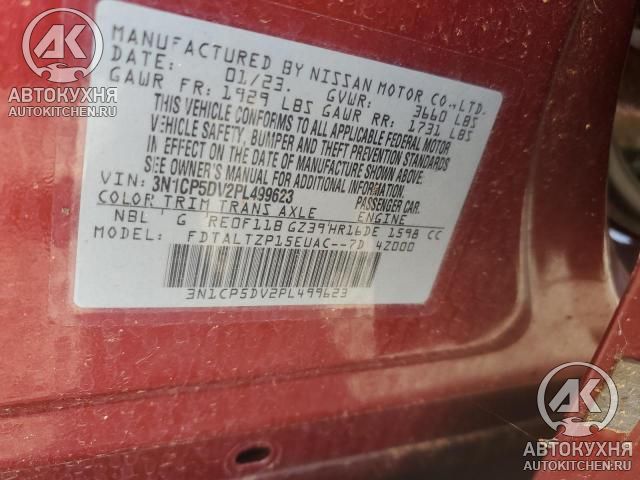 АК
АВТОКУХНЯ
AUTOKITCHEN.RU
MANUFACTURED BY NISSAN MOTOR CO.,LTD.
DATE: 01/23. GVWR: 3660 LBS
GAWR FR: 1929 LBS GAWR RR: 1731 LBS
THIS VEHICLE CONFORMS TO ALL APPLICABLE FEDERAL MOTOR
VEHICLE SAFETY, BUMPER AND THEFT PREVENTION STANDARDS
IN EFFECT ON THE DATE OF MANUFACTURE SHOWN ABOVE.
SEE OWNER'S MANUAL FOR ADDITIONAL INFORMATION.
VIN: 3N1CP5DV2PL499623 PASSENGER CAR.
COLOR TRIM TRANS AXLE ENGINE
NBL G RE0F11B GZ39 HR16DE 1598 CC
MODEL: FDTALTZP15EUAC--7D 4Z000
3N1CP5DV2PL499623
АК
АВТОКУХНЯ
AUTOKITCHEN.RU